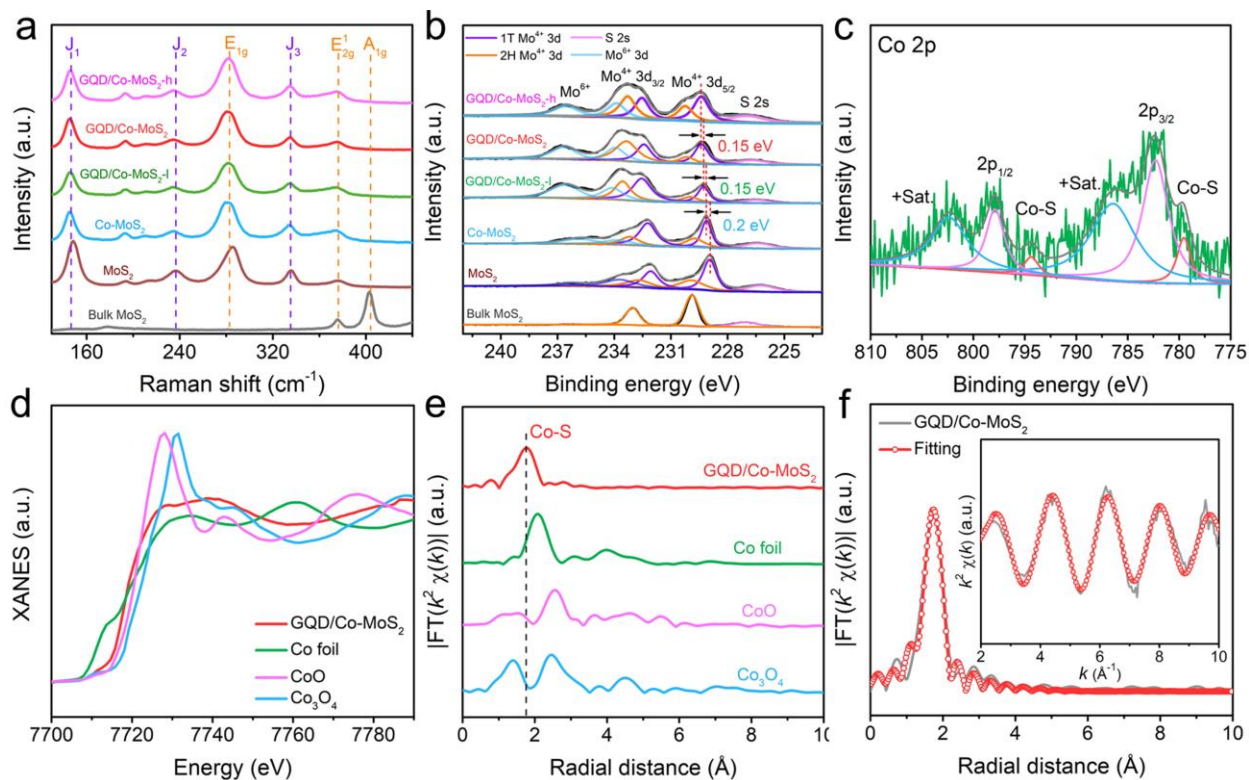 a
J₁
J₂
E₁g
J₃
E¹₂g
A₁g
GQD/Co-MoS₂-h
GQD/Co-MoS₂
GQD/Co-MoS₂-l
Co-MoS₂
MoS₂
Bulk MoS₂
Intensity (a.u.)
160
240
320
400
Raman shift (cm⁻¹)
b
1T Mo⁴⁺ 3d
S 2s
2H Mo⁴⁺ 3d
Mo⁶⁺ 3d
Mo⁶⁺
Mo⁴⁺ 3d₃/₂
Mo⁴⁺ 3d₅/₂
S 2s
GQD/Co-MoS₂-h
GQD/Co-MoS₂
0.15 eV
GQD/Co-MoS₂-l
0.15 eV
Co-MoS₂
0.2 eV
MoS₂
Bulk MoS₂
Intensity (a.u.)
241
237
233
229
225
Binding energy (eV)
c
Co 2p
2p₃/₂
2p₁/₂
+Sat.
Co-S
+Sat.
Co-S
Intensity (a.u.)
810
805
800
795
790
785
780
775
Binding energy (eV)
d
XANES (a.u.)
GQD/Co-MoS₂
Co foil
CoO
Co₃O₄
7700
7720
7740
7760
7780
Energy (eV)
e
Co-S
GQD/Co-MoS₂
Co foil
CoO
Co₃O₄
|FT(k² χ(k))| (a.u.)
0
2
4
6
8
10
Radial distance (Å)
f
GQD/Co-MoS₂
Fitting
k² χ(k) (a.u.)
2
4
6
8
10
k (Å⁻¹)
|FT(k² χ(k))| (a.u.)
0
2
4
6
8
10
Radial distance (Å)